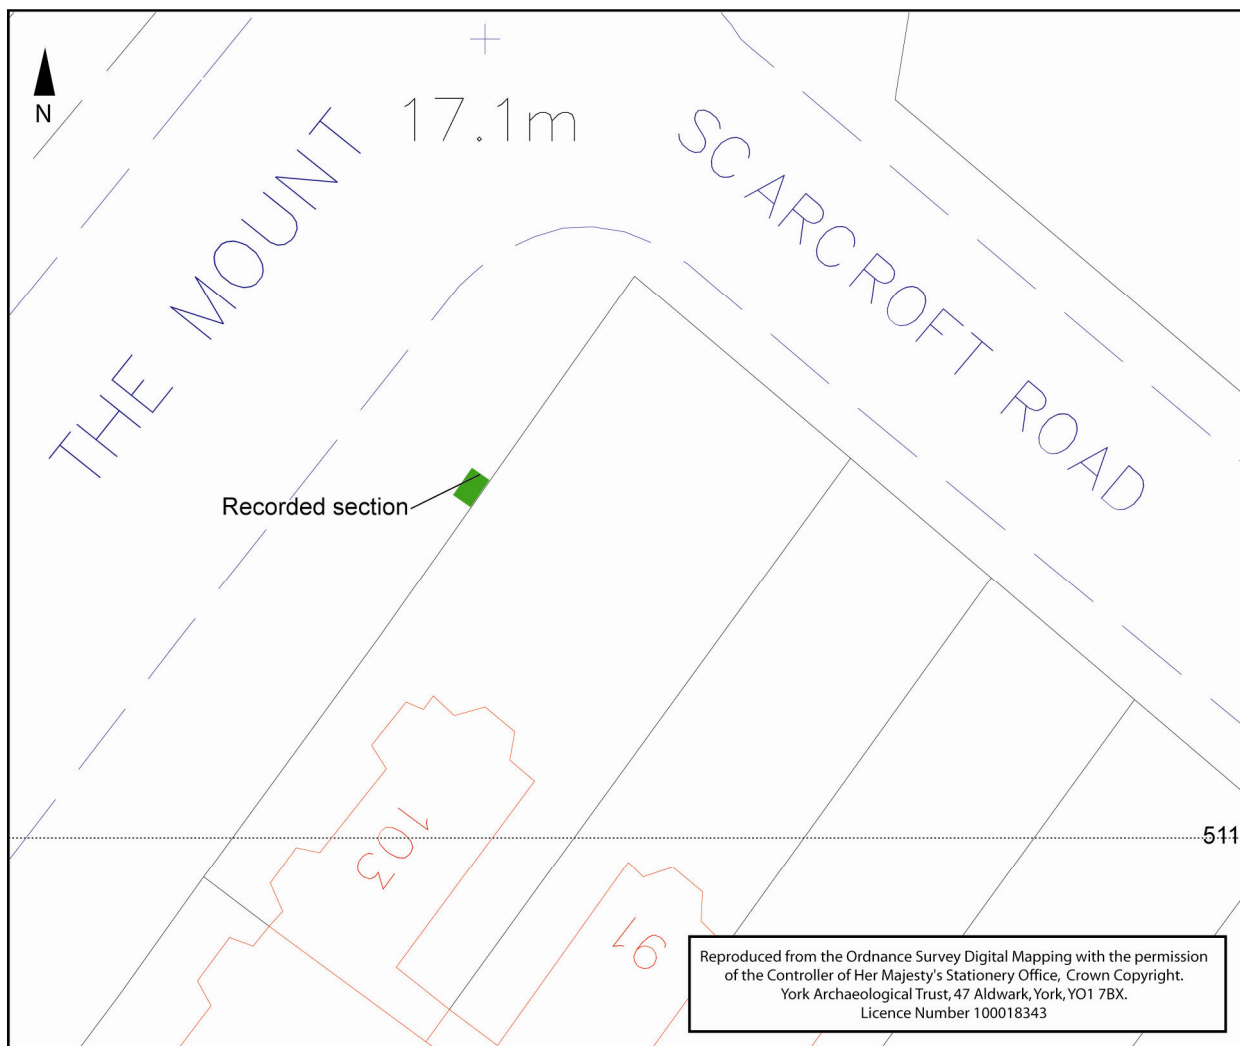 N
THE MOUNT
17.1m
SCARCROFT ROAD
Recorded section
103
91
511
Reproduced from the Ordnance Survey Digital Mapping with the permission
of the Controller of Her Majesty's Stationery Office, Crown Copyright.
York Archaeological Trust, 47 Aldwark, York, YO1 7BX.
Licence Number 100018343